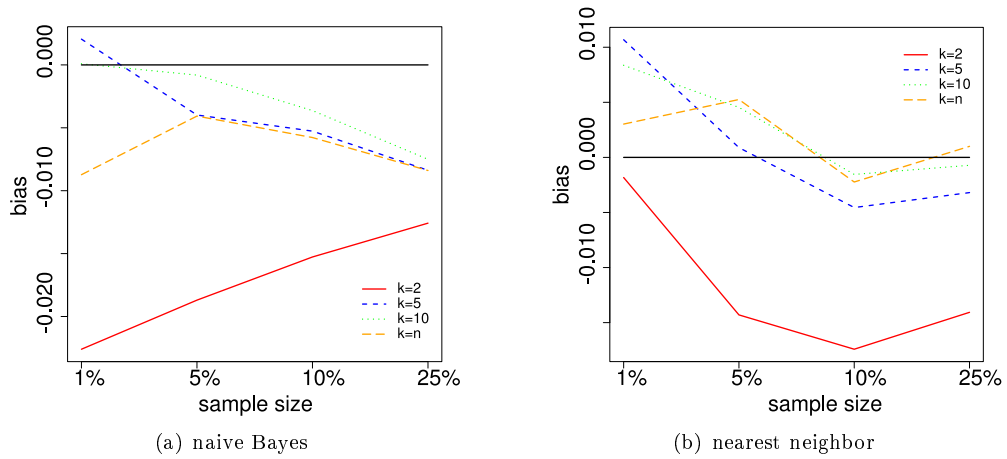 0.000
-0.010
-0.020
bias
k=2
k=5
k=10
k=n
1% 5% 10% 25%
sample size
(a) naive Bayes
0.010
0.000
-0.010
bias
k=2
k=5
k=10
k=n
1% 5% 10% 25%
sample size
(b) nearest neighbor